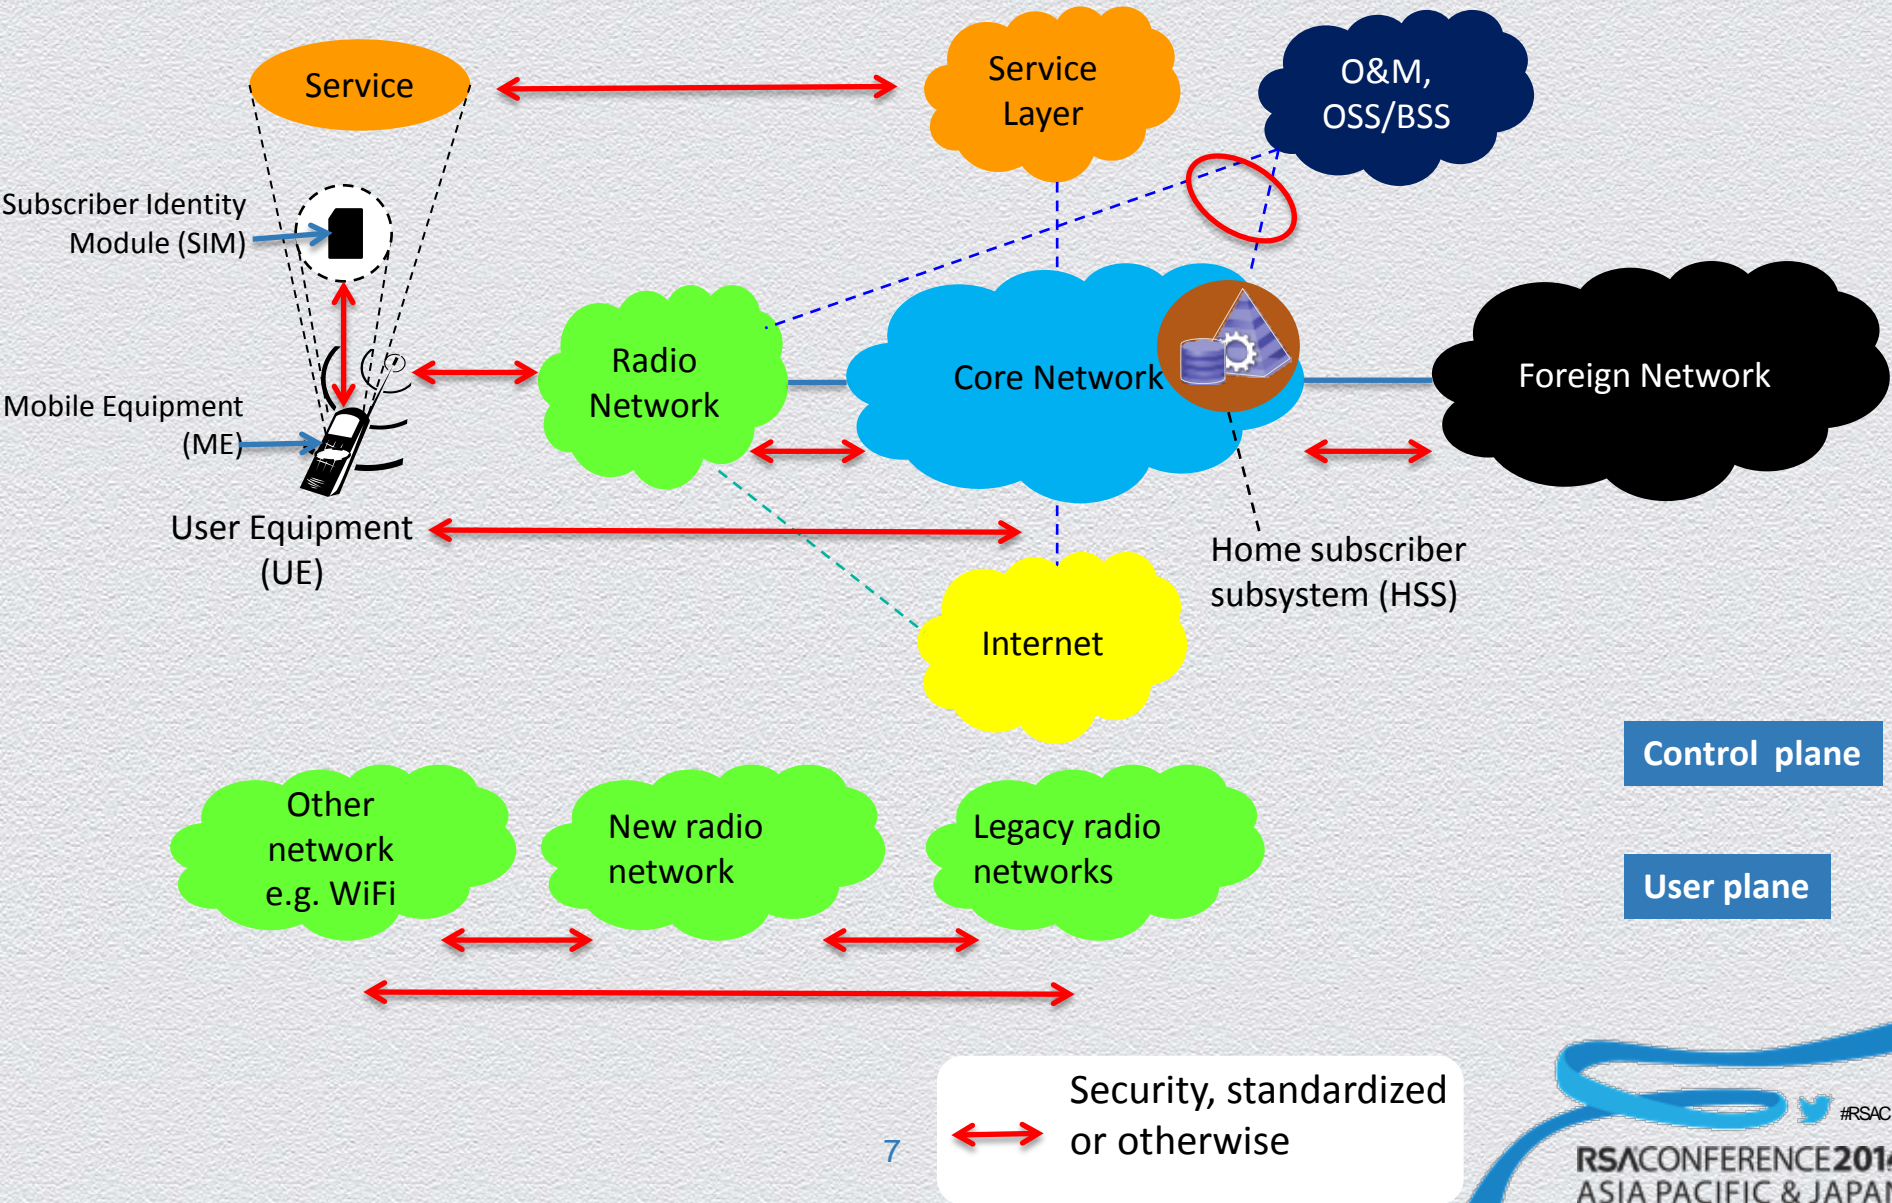 Service
Service
Layer
O&M,
OSS/BSS
Subscriber Identity
Module (SIM)
Radio
Network
Core Network
Foreign Network
Mobile Equipment
(ME)
User Equipment
(UE)
Home subscriber
subsystem (HSS)
Internet
Control plane
Other
network
e.g. WiFi
New radio
network
Legacy radio
networks
User plane
Security, standardized
or otherwise
7
#RSAC
RSACONFERENCE2014
ASIA PACIFIC & JAPAN